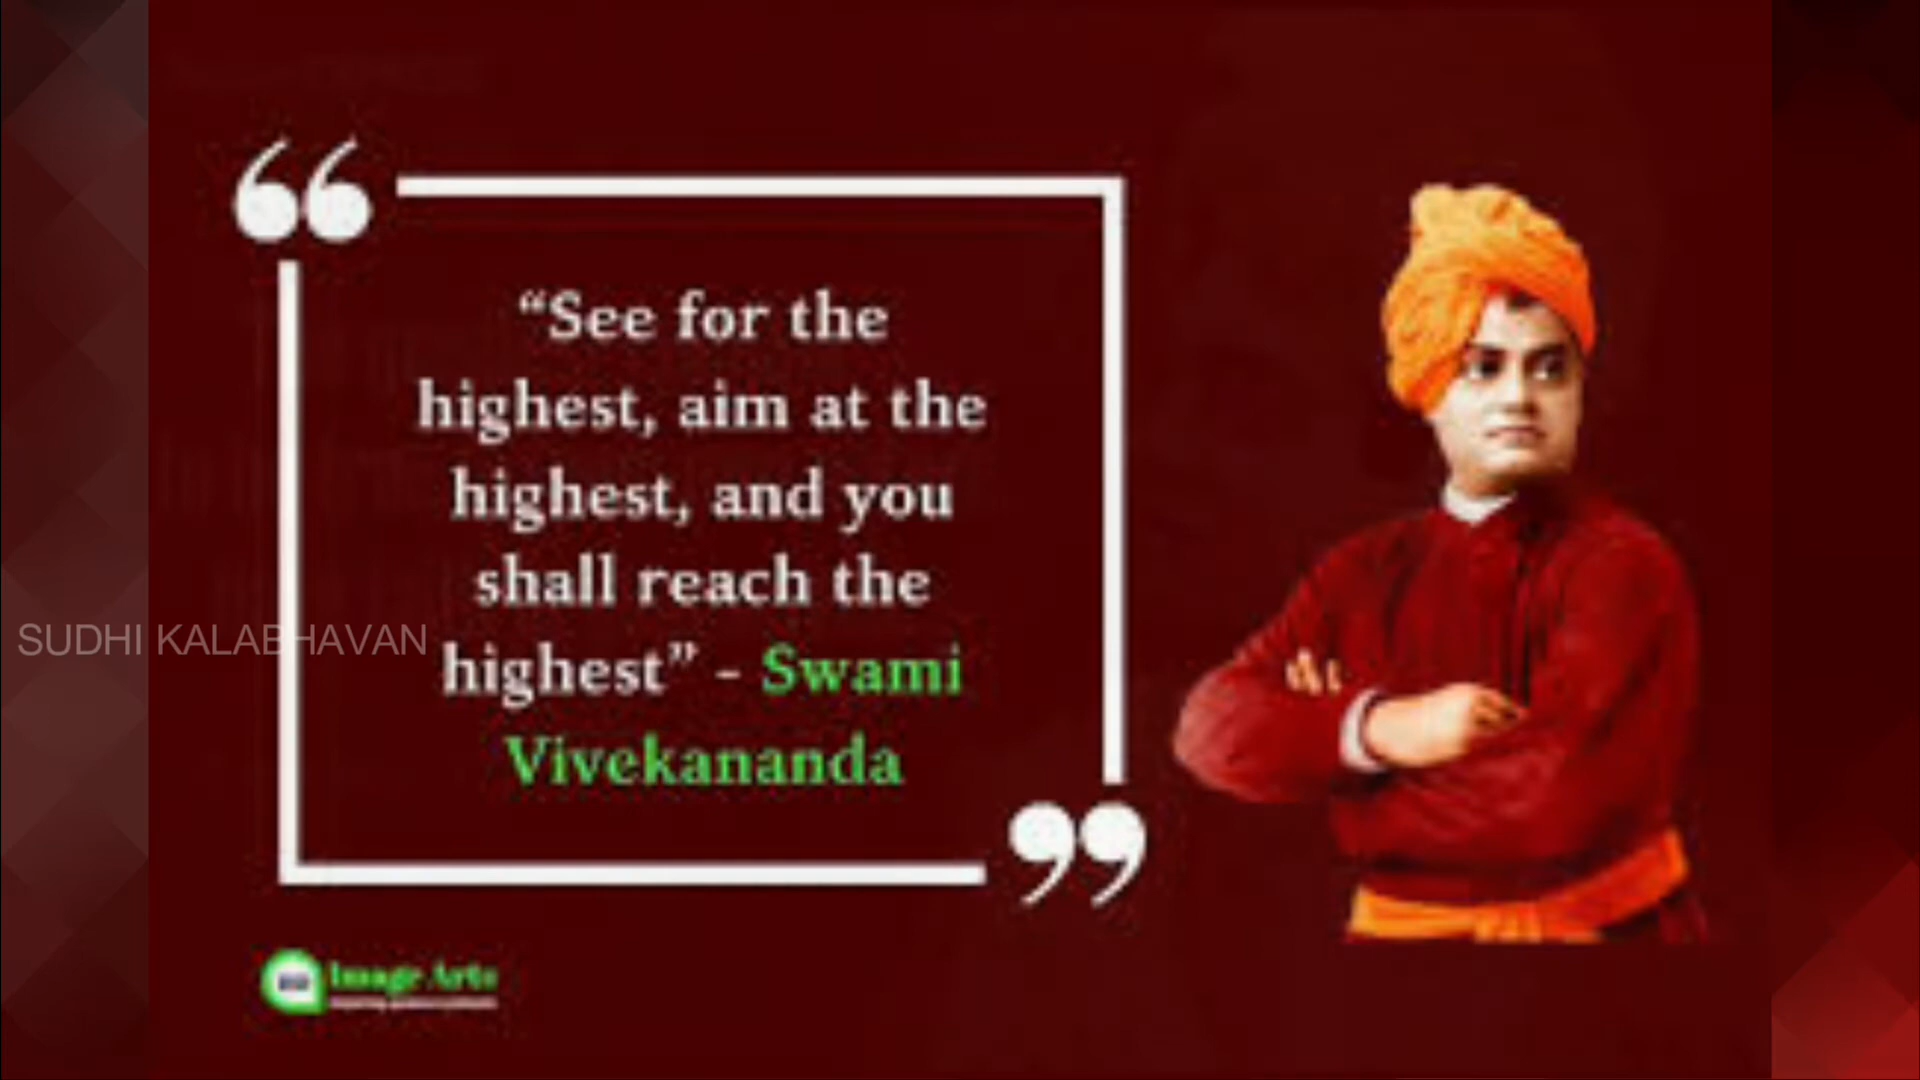 “See for the
highest, aim at the
highest, and you
shall reach the
highest” - Swami
Vivekananda
SUDHI KALABHAVAN
Image Arts